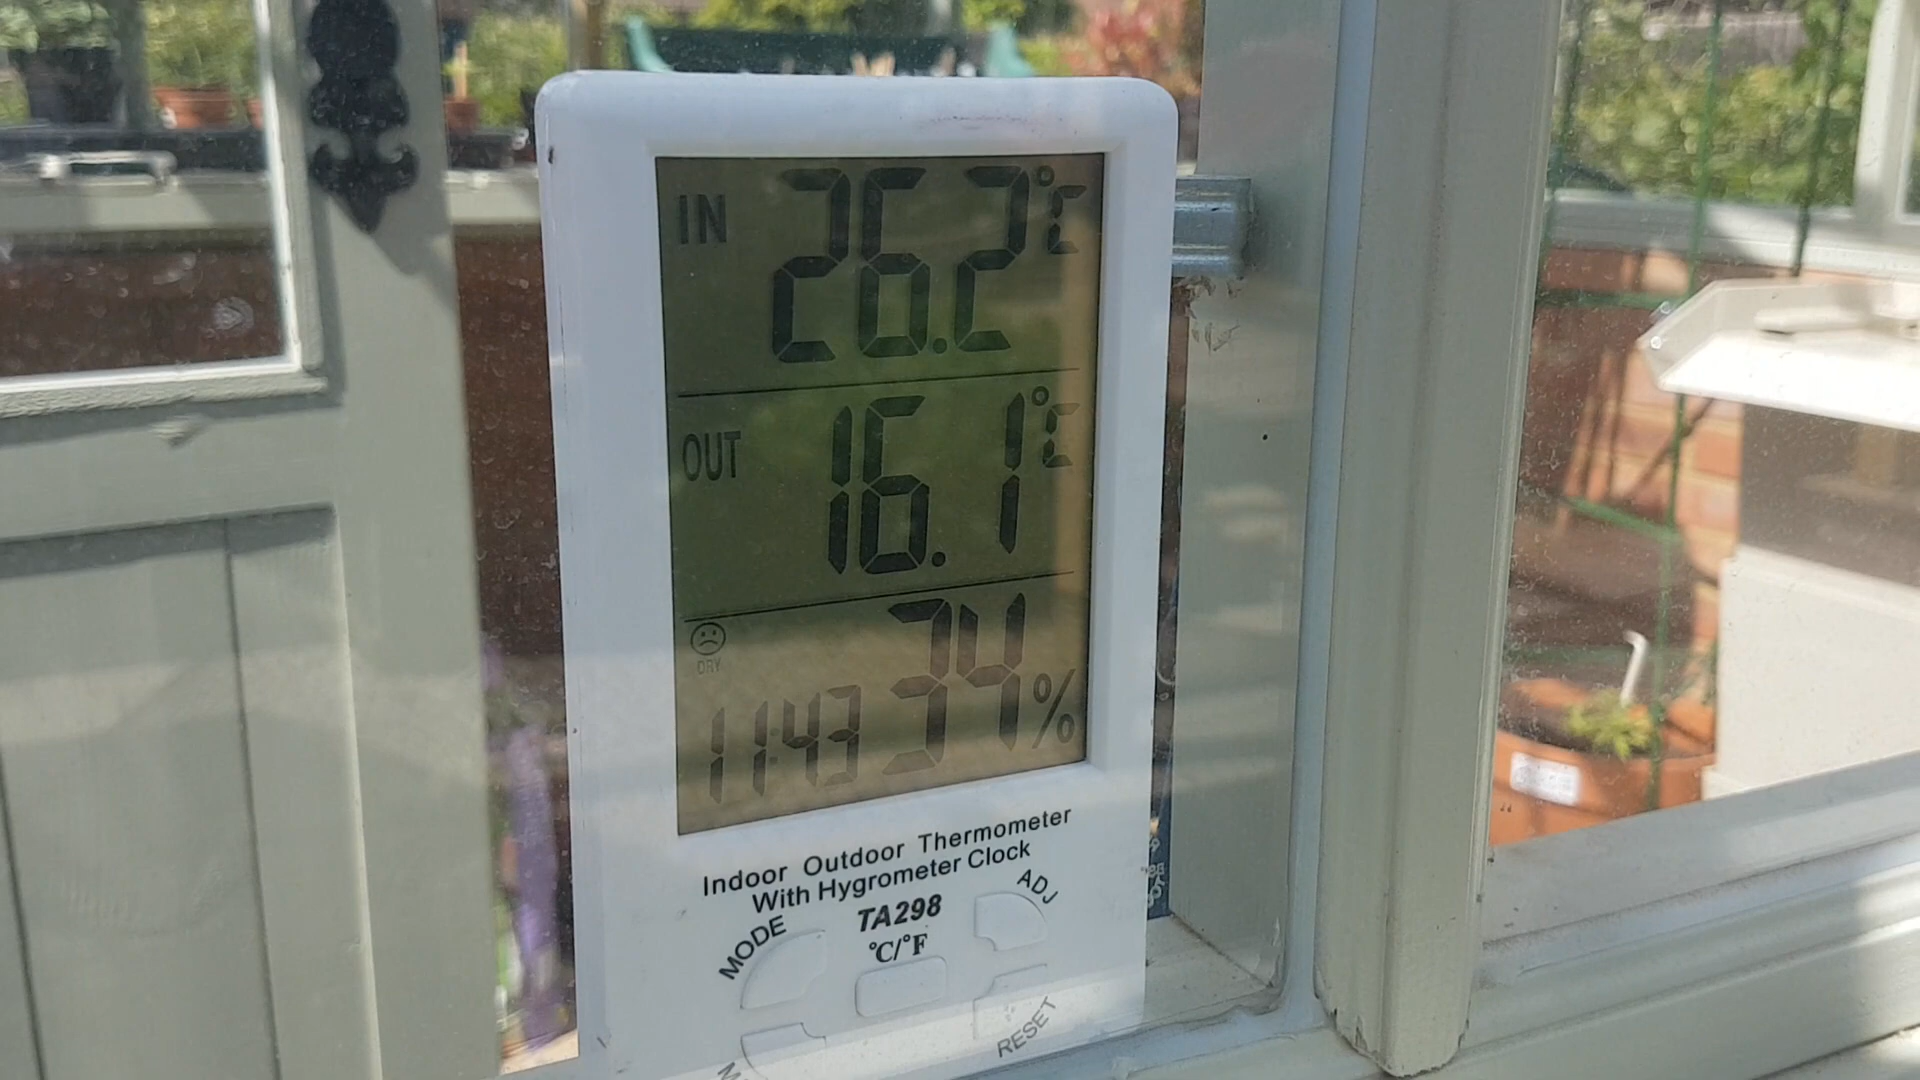 IN 26.2°C
OUT 16.1°C
DRY
11:43 34%
Indoor Outdoor Thermometer
With Hygrometer Clock
TA298
MODE
ADJ
°C/°F
RESET